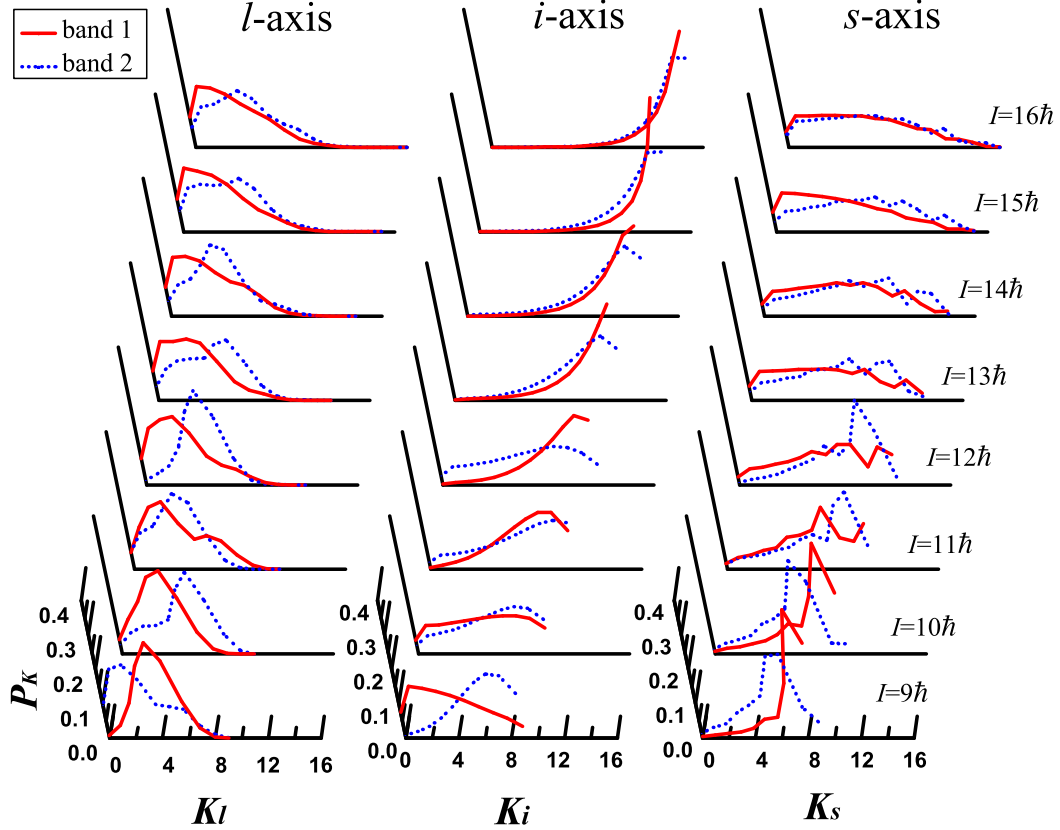 l-axis i-axis s-axis
band 1
band 2
I=16ħ
I=15ħ
I=14ħ
I=13ħ
I=12ħ
I=11ħ
I=10ħ
I=9ħ
P_K
0.4
0.3
0.2
0.1
0.0
0 4 8 12 16
K_l
0.4
0.3
0.2
0.1
0.0
0 4 8 12 16
K_i
0.4
0.3
0.2
0.1
0.0
0 4 8 12 16
K_s